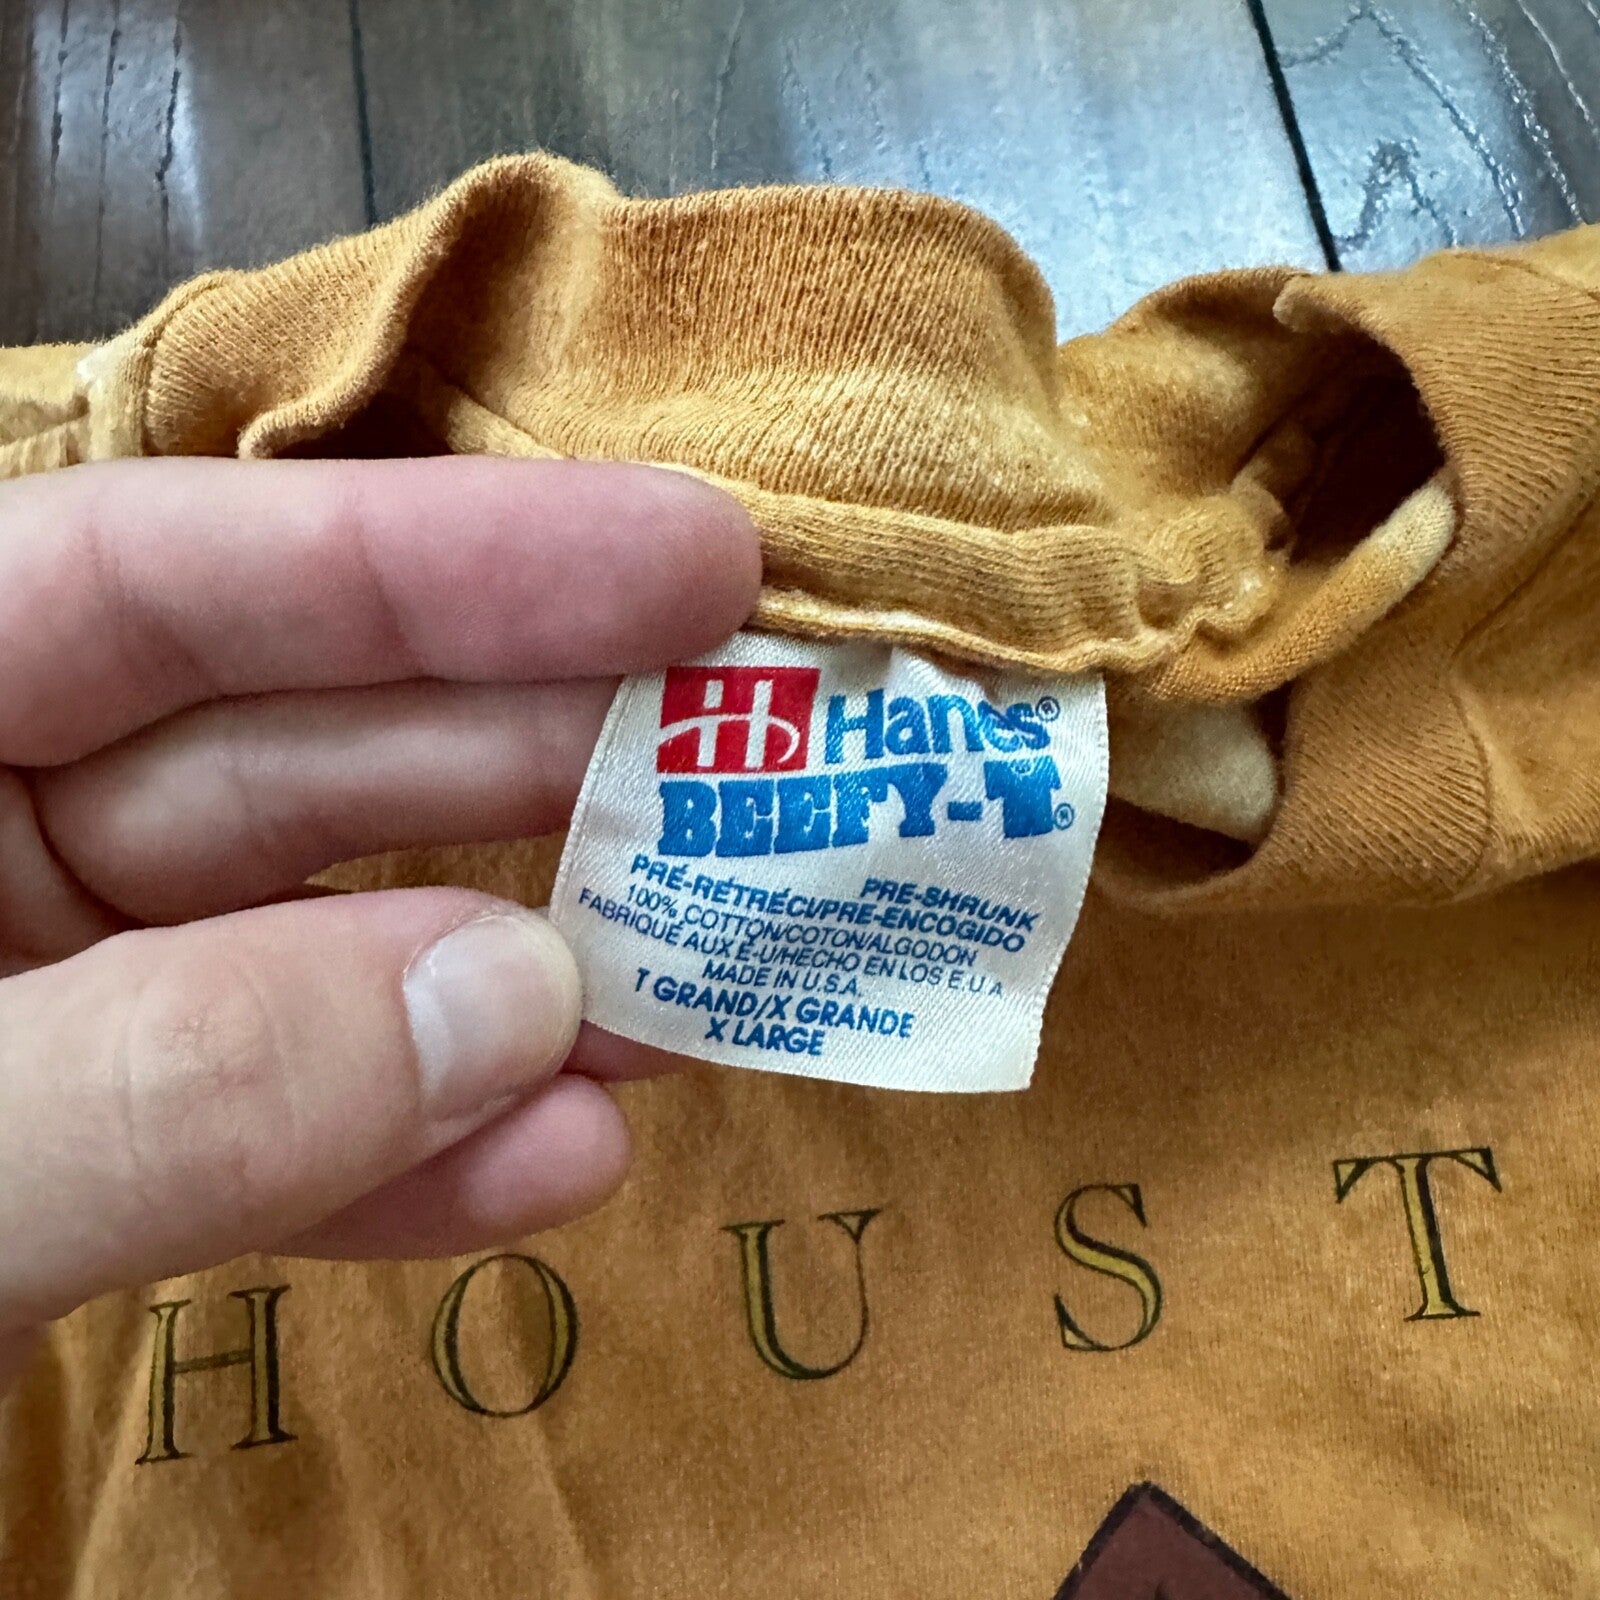 Hanes®
BEEFY-T®
PRE-SHRUNK
PRÉ-RÉTRÉCI/PRE-ENCOGIDO
100% COTTON/COTON/ALGODON
FABRIQUÉ AUX É-U/HECHO EN LOS E.U.A.
MADE IN U.S.A.
T GRAND/X GRANDE
X LARGE
HOUST